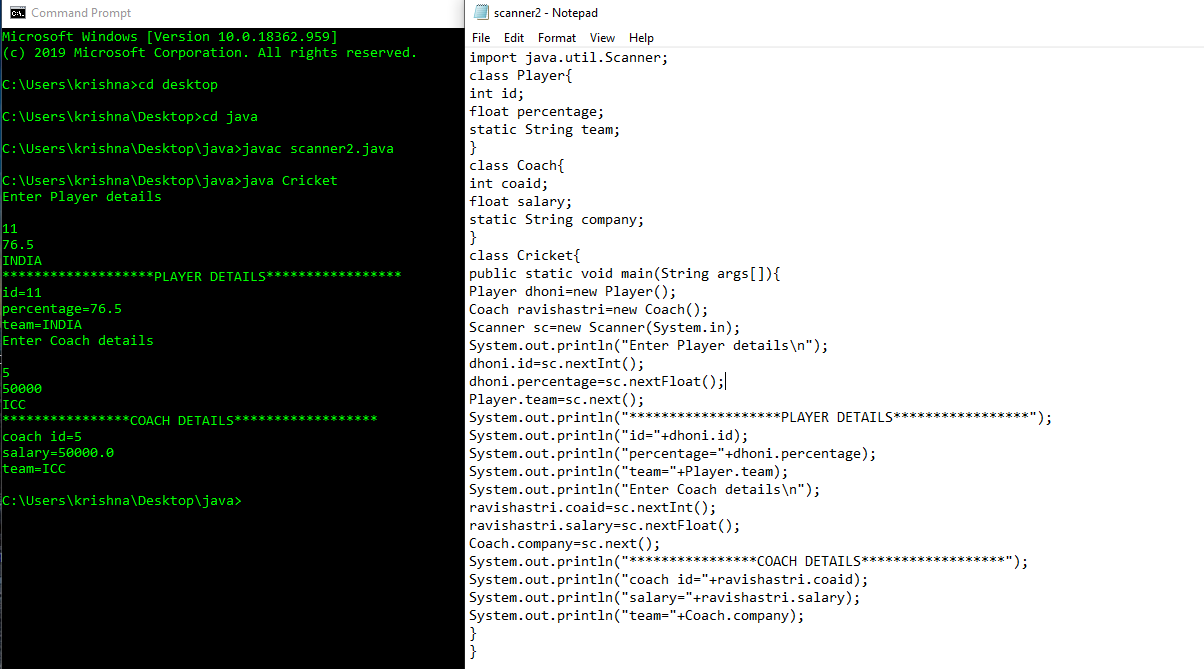 Command Prompt
Microsoft Windows [Version 10.0.18362.959]
(c) 2019 Microsoft Corporation. All rights reserved.
C:\Users\krishna>cd desktop
C:\Users\krishna\Desktop>cd java
C:\Users\krishna\Desktop\java>javac scanner2.java
C:\Users\krishna\Desktop\java>java Cricket
Enter Player details
11
76.5
INDIA
*******************PLAYER DETAILS*****************
id=11
percentage=76.5
team=INDIA
Enter Coach details
5
50000
ICC
****************COACH DETAILS******************
coach id=5
salary=50000.0
team=ICC
C:\Users\krishna\Desktop\java>
scanner2 - Notepad
File Edit Format View Help
import java.util.Scanner;
class Player{
int id;
float percentage;
static String team;
}
class Coach{
int coaid;
float salary;
static String company;
}
class Cricket{
public static void main(String args[]){
Player dhoni=new Player();
Coach ravishastri=new Coach();
Scanner sc=new Scanner(System.in);
System.out.println("Enter Player details\n");
dhoni.id=sc.nextInt();
dhoni.percentage=sc.nextFloat();
Player.team=sc.next();
System.out.println("*******************PLAYER DETAILS*****************");
System.out.println("id="+dhoni.id);
System.out.println("percentage="+dhoni.percentage);
System.out.println("team="+Player.team);
System.out.println("Enter Coach details\n");
ravishastri.coaid=sc.nextInt();
ravishastri.salary=sc.nextFloat();
Coach.company=sc.next();
System.out.println("****************COACH DETAILS******************");
System.out.println("coach id="+ravishastri.coaid);
System.out.println("salary="+ravishastri.salary);
System.out.println("team="+Coach.company);
}
}